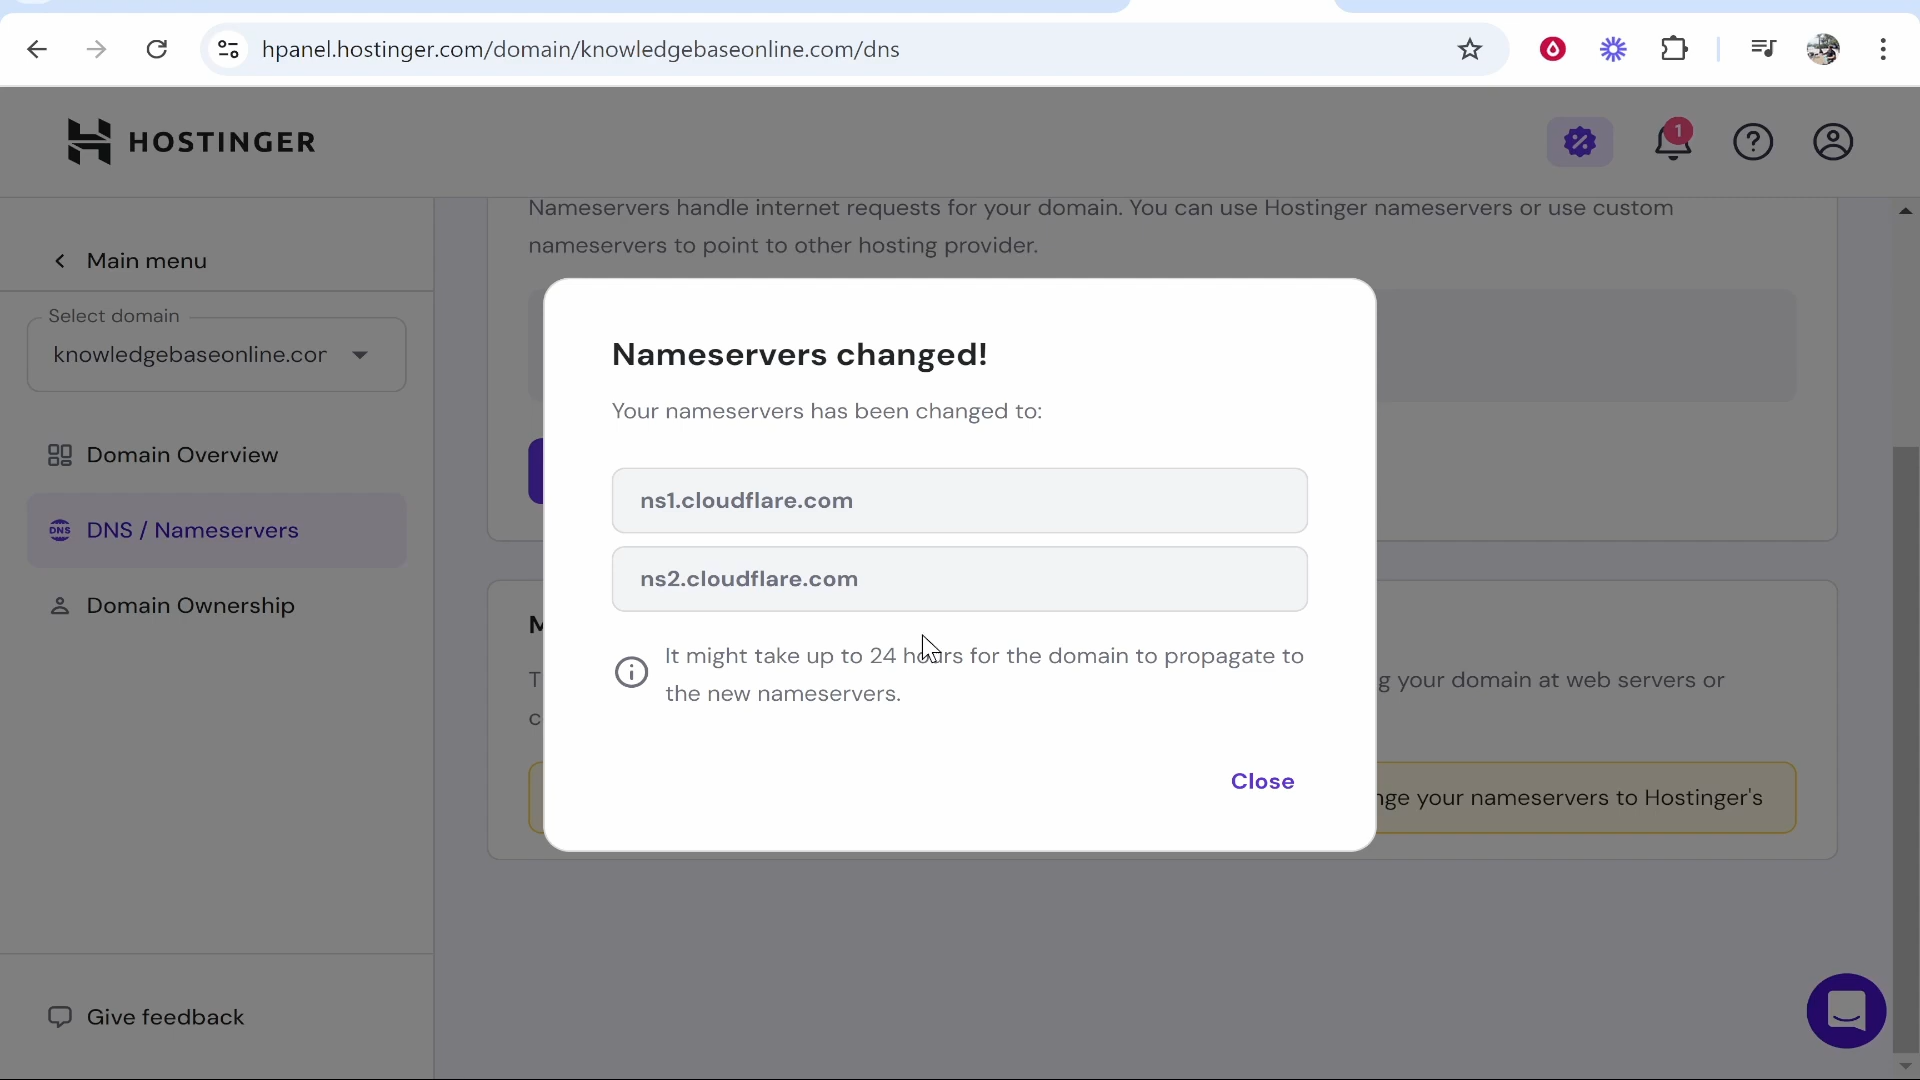 hpanel.hostinger.com/domain/knowledgebaseonline.com/dns
HOSTINGER
1
Main menu
Select domain
knowledgebaseonline.cor
Domain Overview
DNS
DNS / Nameservers
Domain Ownership
Give feedback
Nameservers handle internet requests for your domain. You can use Hostinger nameservers or use custom
nameservers to point to other hosting provider.
Nameservers changed!
Your nameservers has been changed to:
ns1.cloudflare.com
ns2.cloudflare.com
It might take up to 24 hours for the domain to propagate to
the new nameservers.
Close
g your domain at web servers or
nge your nameservers to Hostinger's